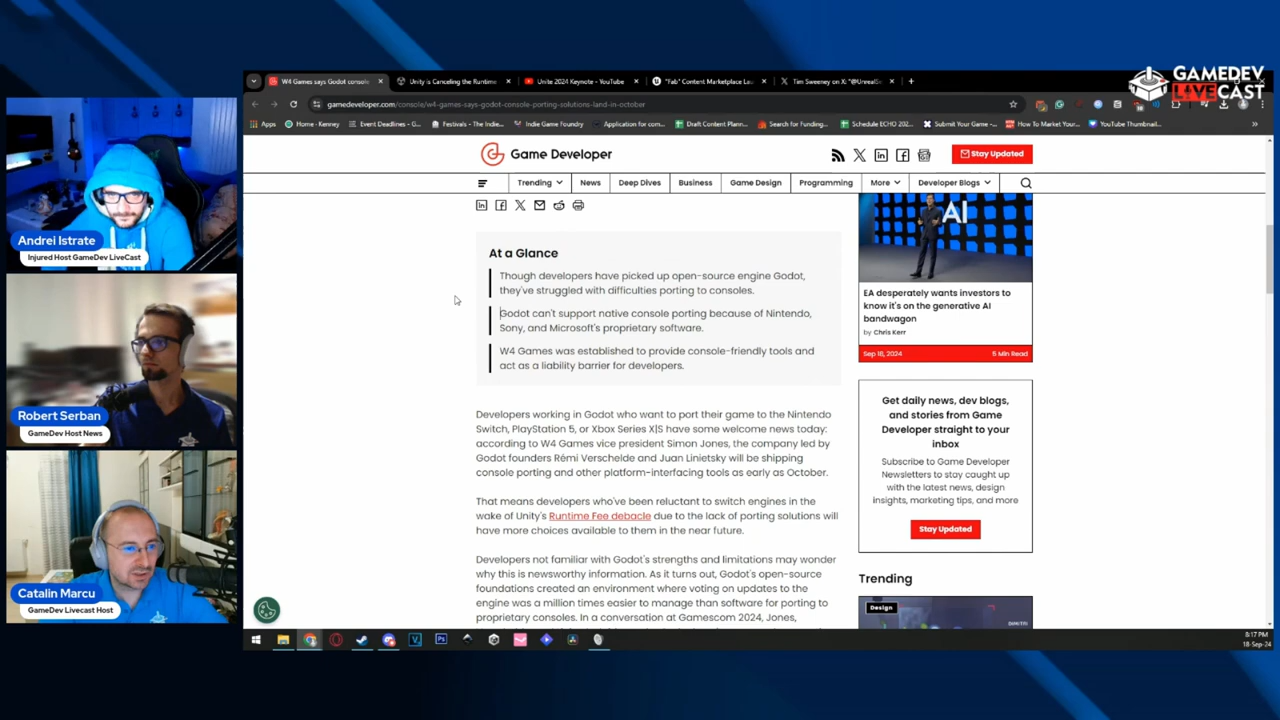 GAMEDEV
LIVECAST
W4 Games says Godot console
Unity is Canceling the Runtime
Unite 2024 Keynote - YouTube
"Fab" Content Marketplace Lau
Tim Sweeney on X: "@UnrealEn
gamedeveloper.com/console/w4-games-says-godot-console-porting-solutions-land-in-october
Apps
Home - Kenney
Event Deadlines - G...
Festivals - The Indie...
Indie Game Foundry
Application for com...
Draft Content Plann...
Search for Funding...
Schedule ECHO 202...
Submit Your Game -...
How To Market Your...
YouTube Thumbnail...
Game Developer
Stay Updated
Trending
News
Deep Dives
Business
Game Design
Programming
More
Developer Blogs
At a Glance
Though developers have picked up open-source engine Godot,
they've struggled with difficulties porting to consoles.
Godot can't support native console porting because of Nintendo,
Sony, and Microsoft's proprietary software.
W4 Games was established to provide console-friendly tools and
act as a liability barrier for developers.
Developers working in Godot who want to port their game to the Nintendo
Switch, PlayStation 5, or Xbox Series X|S have some welcome news today:
according to W4 Games vice president Simon Jones, the company led by
Godot founders Rémi Verschelde and Juan Linietsky will be shipping
console porting and other platform-interfacing tools as early as October.
That means developers who've been reluctant to switch engines in the
wake of Unity's Runtime Fee debacle due to the lack of porting solutions will
have more choices available to them in the near future.
Developers not familiar with Godot's strengths and limitations may wonder
why this is newsworthy information. As it turns out, Godot's open-source
foundations created an environment where voting on updates to the
engine was a million times easier to manage than software for porting to
proprietary consoles. In a conversation at Gamescom 2024, Jones,
AI
EA desperately wants investors to
know it's on the generative AI
bandwagon
by Chris Kerr
Sep 18, 2024
5 Min Read
Get daily news, dev blogs,
and stories from Game
Developer straight to your
inbox
Subscribe to Game Developer
Newsletters to stay caught up
with the latest news, design
insights, marketing tips, and more
Stay Updated
Trending
Design
Andrei Istrate
Injured Host GameDev LiveCast
Robert Serban
GameDev Host News
Catalin Marcu
GameDev Livecast Host
8:17 PM
18-Sep-24